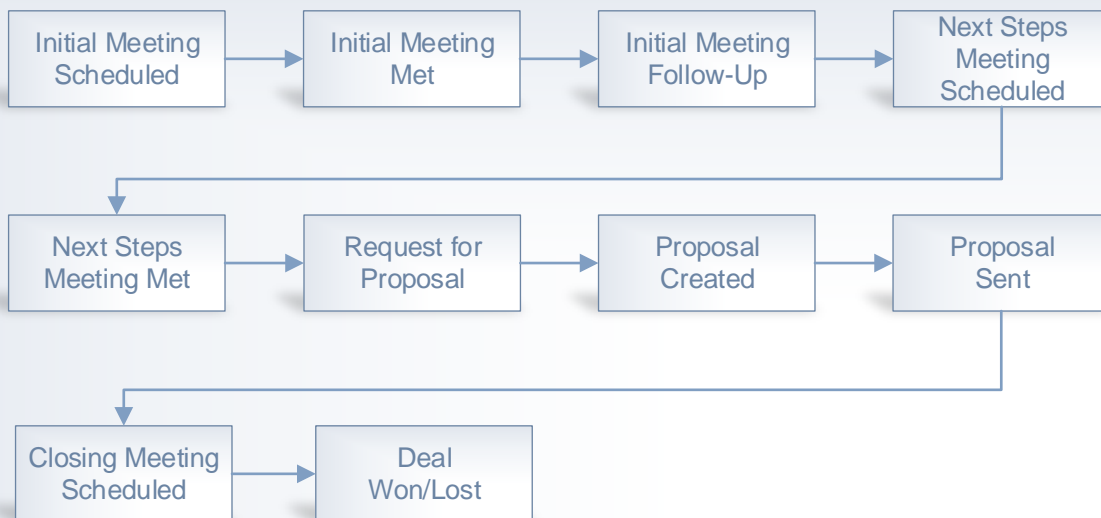 Initial Meeting
Scheduled
Initial Meeting
Met
Initial Meeting
Follow-Up
Next Steps
Meeting
Scheduled
Next Steps
Meeting Met
Request for
Proposal
Proposal
Created
Proposal
Sent
Closing Meeting
Scheduled
Deal
Won/Lost